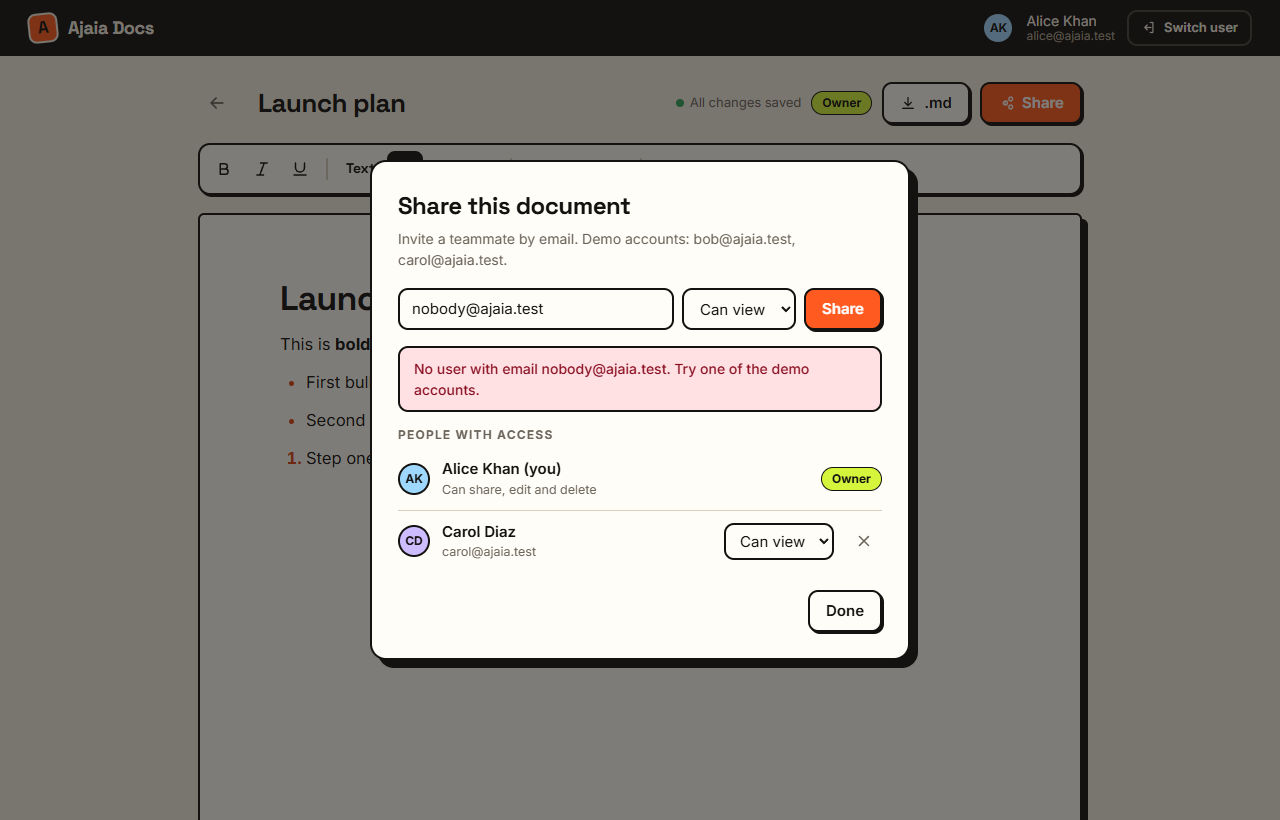 A Ajaia Docs
AK Alice Khan
alice@ajaia.test
Switch user
Launch plan
All changes saved
Owner
.md
Share
B I U Text
Share this document
Invite a teammate by email. Demo accounts: bob@ajaia.test,
carol@ajaia.test.
nobody@ajaia.test
Can view
Share
No user with email nobody@ajaia.test. Try one of the demo
accounts.
PEOPLE WITH ACCESS
AK Alice Khan (you)
Can share, edit and delete
Owner
CD Carol Diaz
carol@ajaia.test
Can view
Done
This is bold
• First
• Second
1. Step one